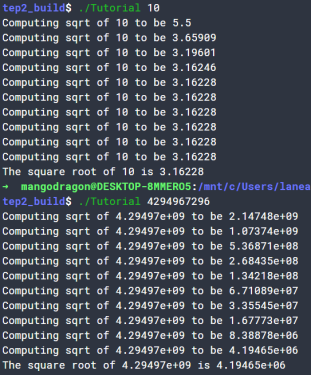 tep2_build$ ./Tutorial 10
Computing sqrt of 10 to be 5.5
Computing sqrt of 10 to be 3.65909
Computing sqrt of 10 to be 3.19601
Computing sqrt of 10 to be 3.16246
Computing sqrt of 10 to be 3.16228
Computing sqrt of 10 to be 3.16228
Computing sqrt of 10 to be 3.16228
Computing sqrt of 10 to be 3.16228
Computing sqrt of 10 to be 3.16228
Computing sqrt of 10 to be 3.16228
The square root of 10 is 3.16228
➜ mangodragon@DESKTOP-8MMERO5:/mnt/c/Users/lanea
tep2_build$ ./Tutorial 4294967296
Computing sqrt of 4.29497e+09 to be 2.14748e+09
Computing sqrt of 4.29497e+09 to be 1.07374e+09
Computing sqrt of 4.29497e+09 to be 5.36871e+08
Computing sqrt of 4.29497e+09 to be 2.68435e+08
Computing sqrt of 4.29497e+09 to be 1.34218e+08
Computing sqrt of 4.29497e+09 to be 6.71089e+07
Computing sqrt of 4.29497e+09 to be 3.35545e+07
Computing sqrt of 4.29497e+09 to be 1.67773e+07
Computing sqrt of 4.29497e+09 to be 8.38878e+06
Computing sqrt of 4.29497e+09 to be 4.19465e+06
The square root of 4.29497e+09 is 4.19465e+06